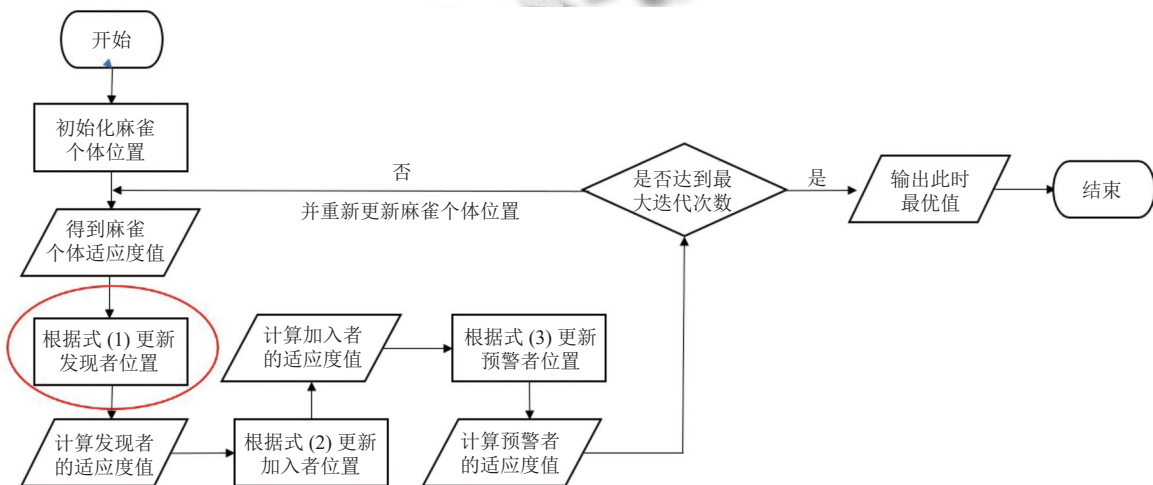 开始
初始化麻雀
个体位置
得到麻雀
个体适应度值
根据式 (1) 更新
发现者位置
计算发现者
的适应度值
根据式 (2) 更新
加入者位置
计算加入者
的适应度值
根据式 (3) 更新
预警者位置
计算预警者
的适应度值
是否达到最
大迭代次数
否
并重新更新麻雀个体位置
是
输出此时
最优值
结束